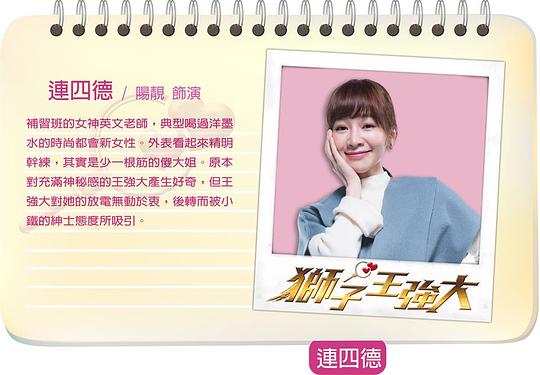 連四德 / 陽靚 飾演
補習班的女神英文老師，典型喝過洋墨
水的時尚都會新女性。外表看起來精明
幹練，其實是少一根筋的傻大姐。原本
對充滿神秘感的王強大產生好奇，但王
強大對她的放電無動於衷，後轉而被小
鐵的紳士態度所吸引。
獅子王強大
連四德